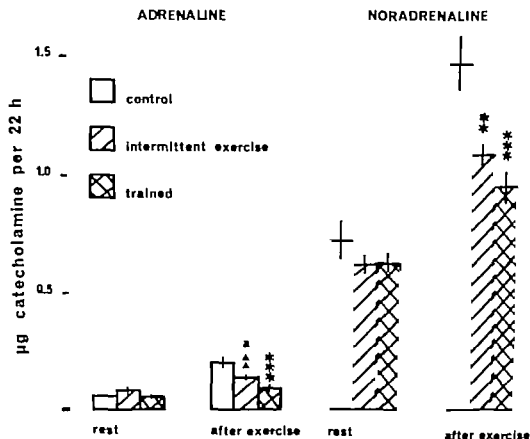 ADRENALINE
NORADRENALINE
µg catecholamine per 22 h
1.5
1.0
0.5
control
intermittent exercise
trained
a
▲
▲
***
**
***
rest
after exercise
rest
after exercise